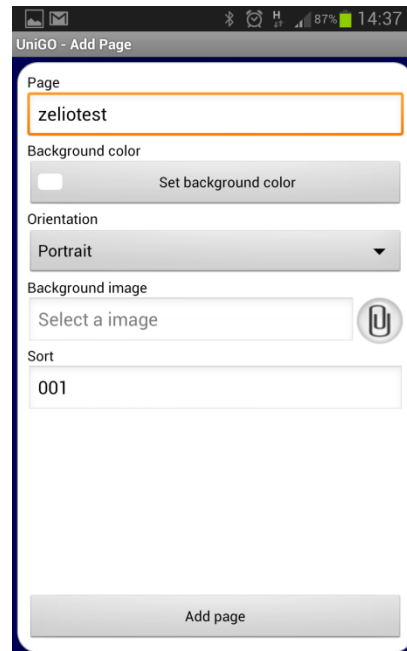 H 87% 14:37
UniGO - Add Page
Page
zeliotest
Background color
Set background color
Orientation
Portrait
Background image
Select a image
Sort
001
Add page